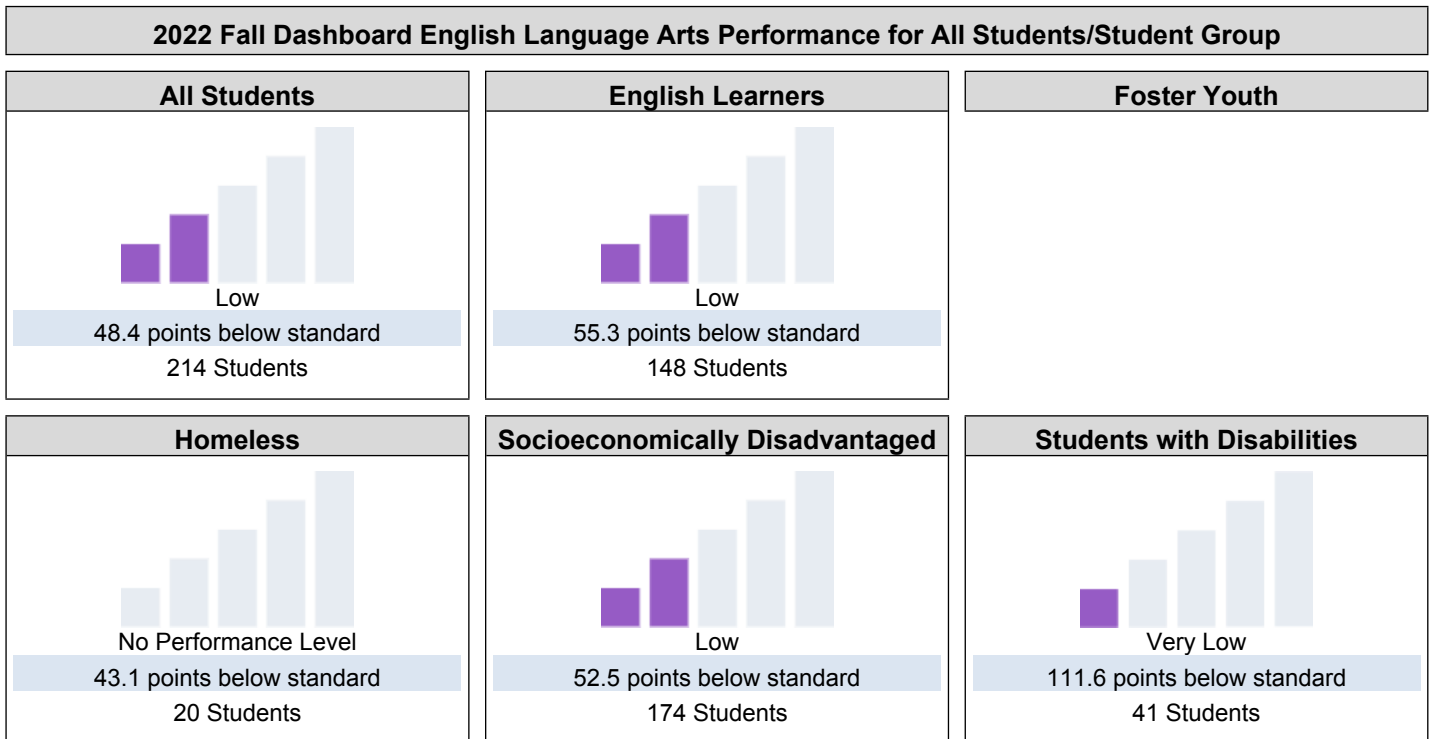 2022 Fall Dashboard English Language Arts Performance for All Students/Student Group
All Students
Low
48.4 points below standard
214 Students
English Learners
Low
55.3 points below standard
148 Students
Foster Youth
Homeless
No Performance Level
43.1 points below standard
20 Students
Socioeconomically Disadvantaged
Low
52.5 points below standard
174 Students
Students with Disabilities
Very Low
111.6 points below standard
41 Students